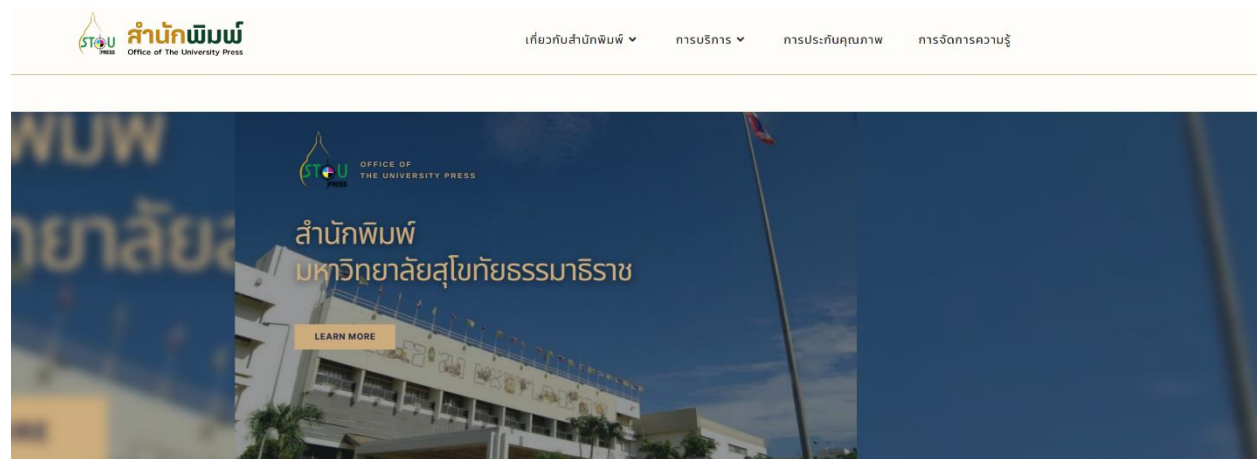 STOU
PRESS
สำนักพิมพ์
Office of The University Press
เกี่ยวกับสำนักพิมพ์
การบริการ
การประกันคุณภาพ
การจัดการความรู้
STOU
PRESS
OFFICE OF
THE UNIVERSITY PRESS
สำนักพิมพ์
มหาวิทยาลัยสุโขทัยธรรมาธิราช
LEARN MORE